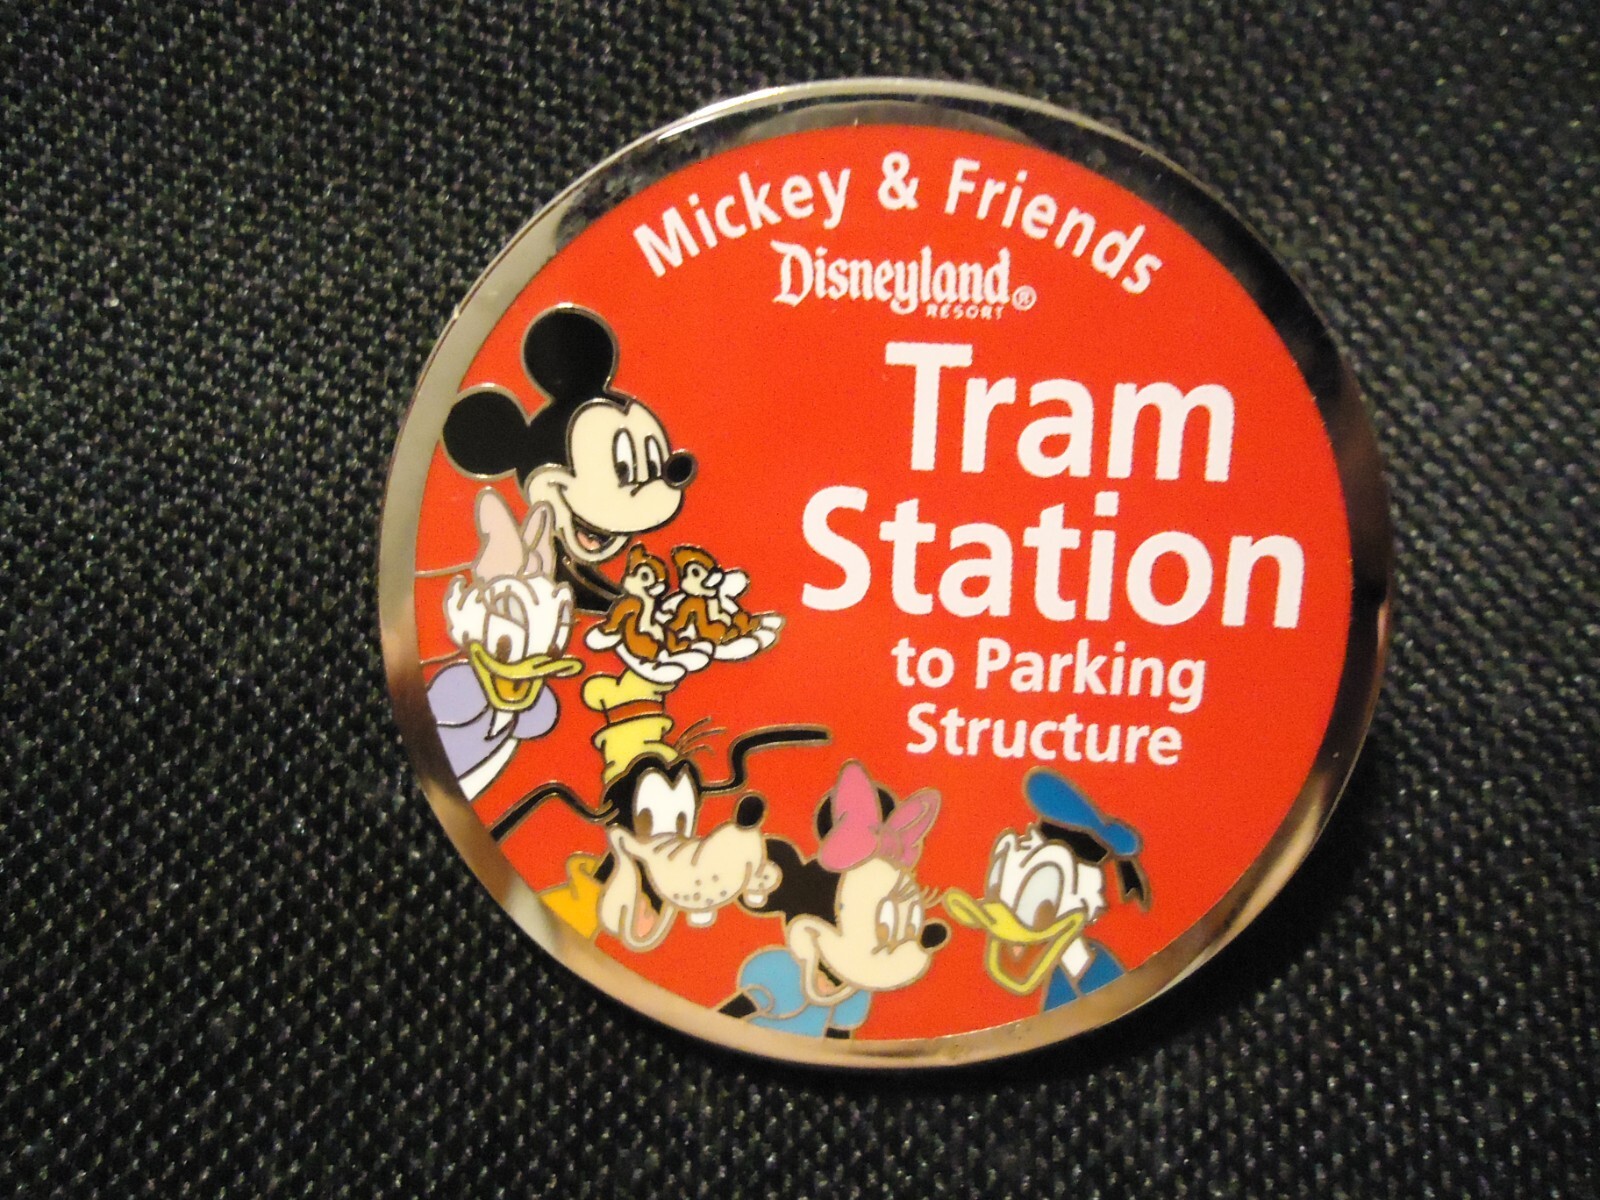 Mickey & Friends
Disneyland®
RESORT
Tram
Station
to Parking
Structure